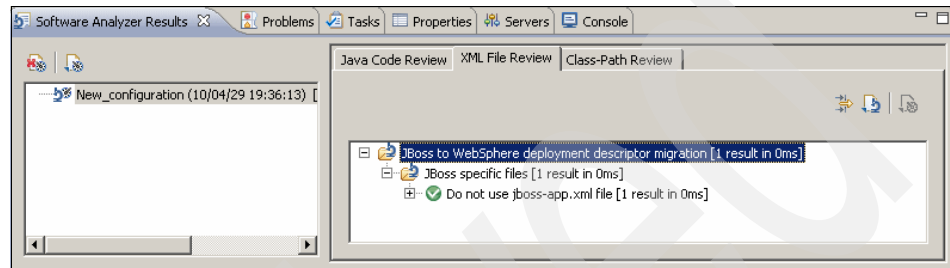 Software Analyzer Results Problems Tasks Properties Servers Console
Java Code Review XML File Review Class-Path Review
New_configuration (10/04/29 19:36:13) [
JBoss to WebSphere deployment descriptor migration [1 result in 0ms]
JBoss specific files [1 result in 0ms]
Do not use jboss-app.xml file [1 result in 0ms]